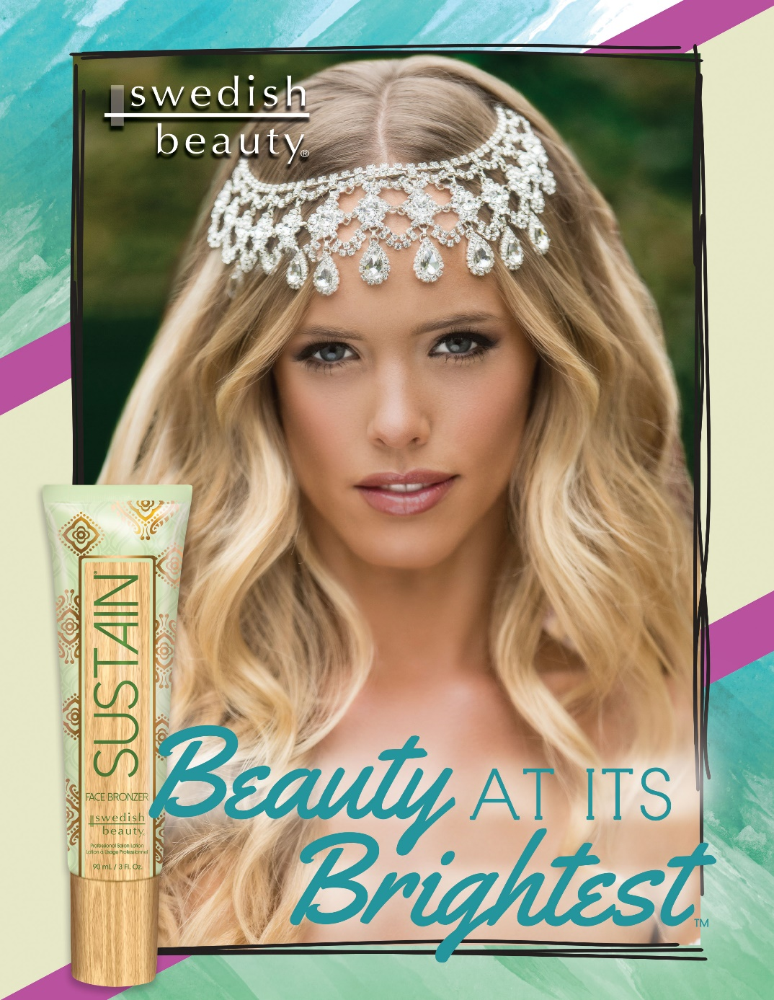 swedish
beauty®
SUSTAIN®
FACE BRONZER
swedish
beauty
Professional Salon Lotion
Lotion à Usage Professionnel
90 mL / 3 Fl. Oz.
Beauty AT ITS
Brightest™